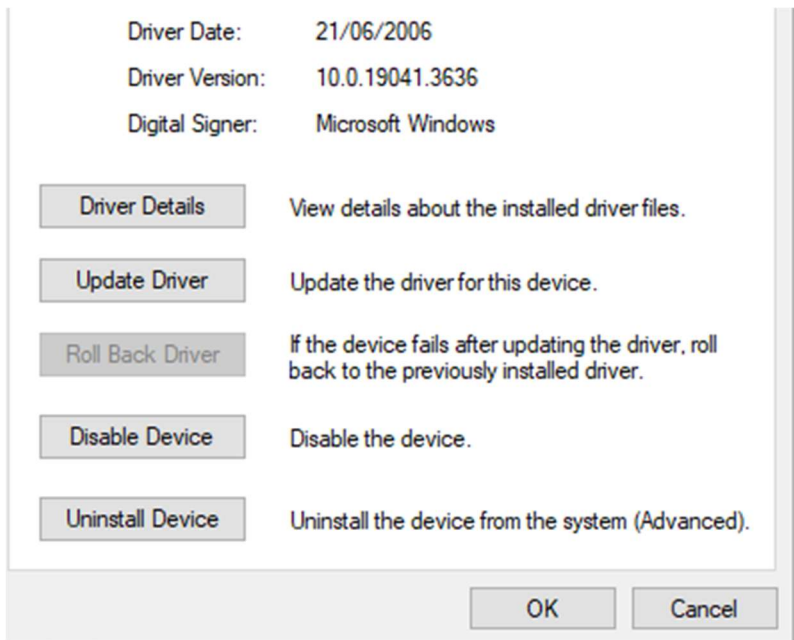 Driver Date: 21/06/2006
Driver Version: 10.0.19041.3636
Digital Signer: Microsoft Windows
Driver Details View details about the installed driver files.
Update Driver Update the driver for this device.
Roll Back Driver If the device fails after updating the driver, roll
back to the previously installed driver.
Disable Device Disable the device.
Uninstall Device Uninstall the device from the system (Advanced).
OK Cancel